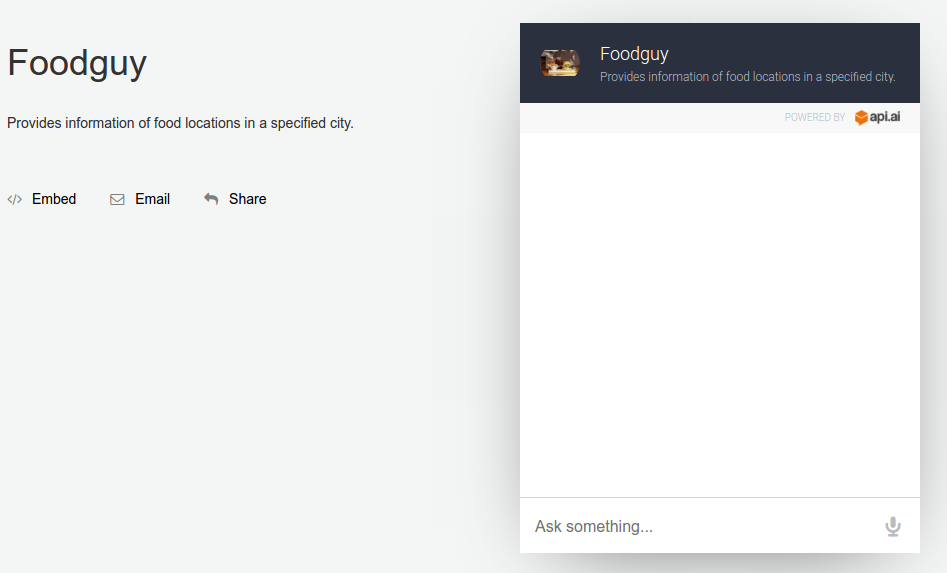 Foodguy
Provides information of food locations in a specified city.
Embed
Email
Share
Foodguy
Provides information of food locations in a specified city.
POWERED BY api.ai
Ask something...